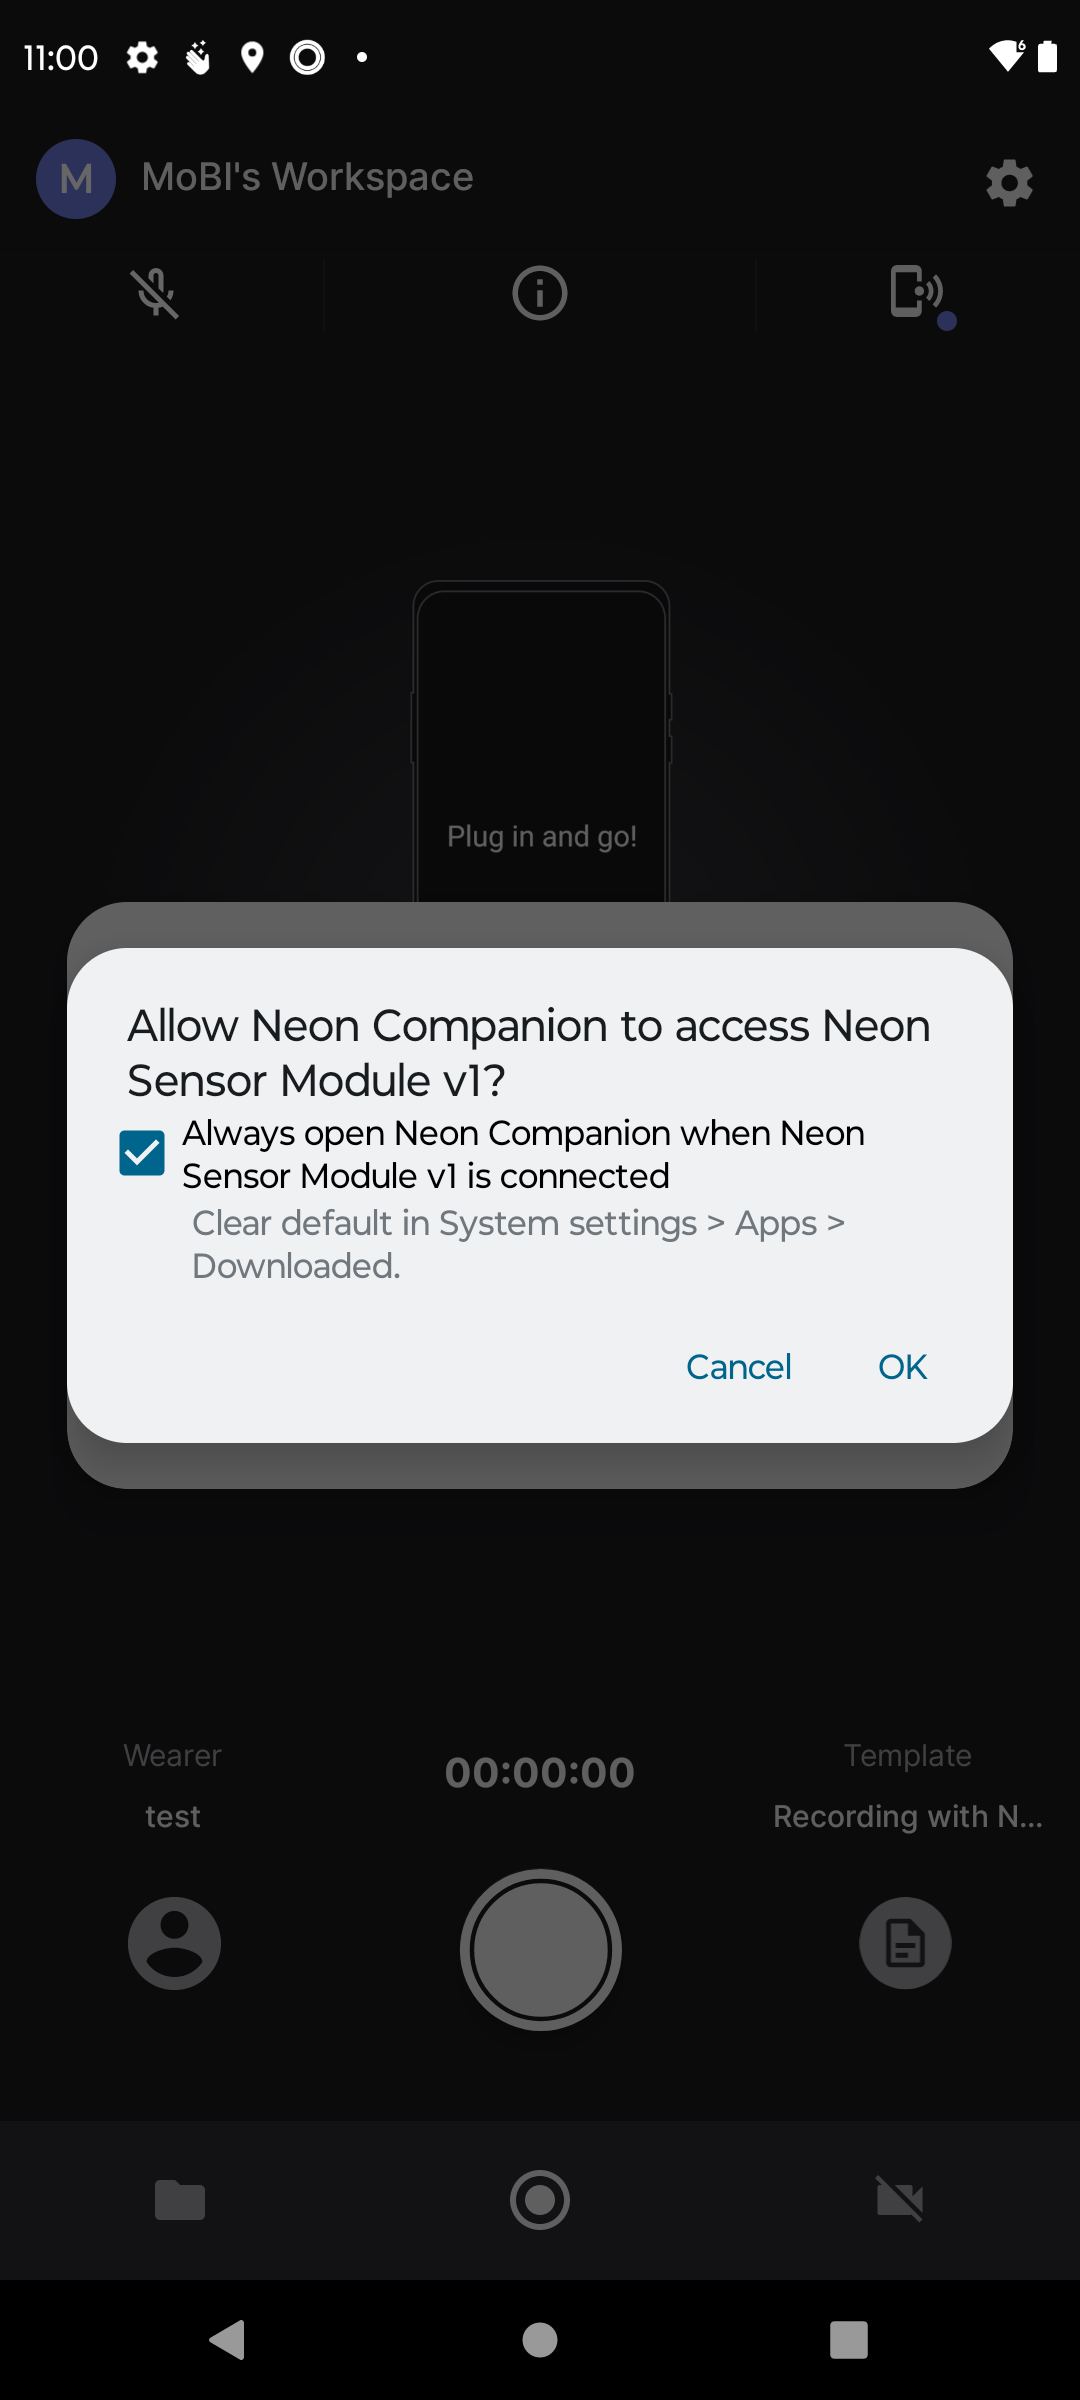 11:00
6
M
MoBI's Workspace
Plug in and go!
Allow Neon Companion to access Neon
Sensor Module v1?
Always open Neon Companion when Neon
Sensor Module v1 is connected
Clear default in System settings > Apps >
Downloaded.
Cancel
OK
Wearer
00:00:00
Template
test
Recording with N...